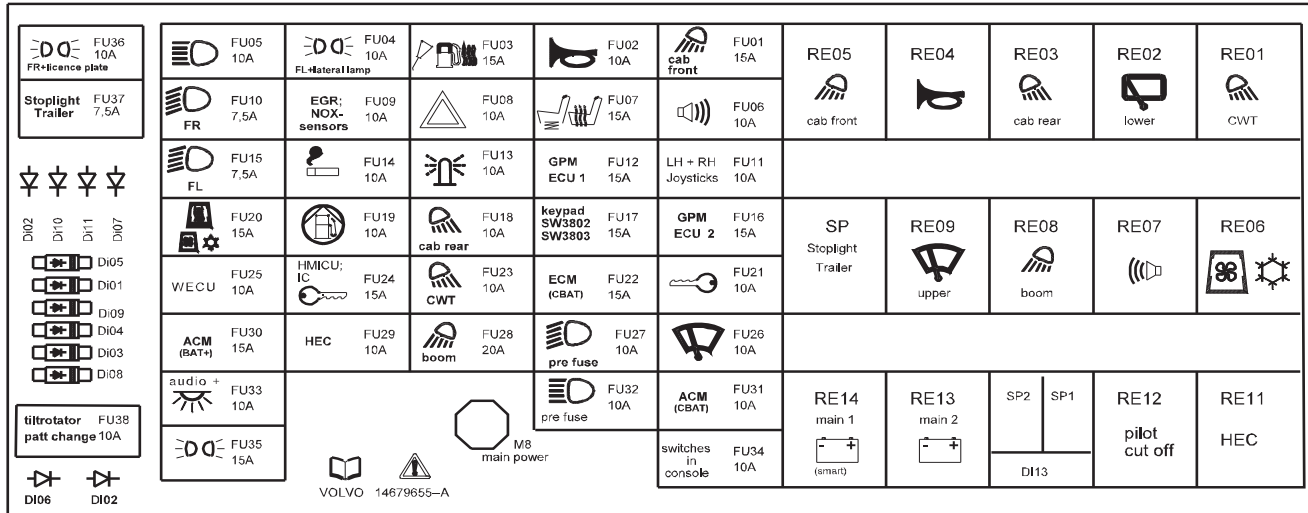 FU36
10A
FR+licence plate
Stoplight FU37
Trailer 7,5A
Di02 Di10 Di11 Di07
Di05
Di01
Di09
Di04
Di03
Di08
tiltrotator FU38
patt change 10A
DI06 DI02
FU05
10A
FU04
10A
FL+lateral lamp
FU03
15A
FU02
10A
FU01
15A
cab
front
FU10
7,5A
FR
EGR; FU09
NOX- 10A
sensors
FU08
10A
FU07
15A
FU06
10A
FU15
7,5A
FL
FU14
10A
FU13
10A
GPM FU12
ECU 1 15A
LH + RH FU11
Joysticks 10A
FU20
15A
FU19
10A
FU18
10A
cab rear
keypad
SW3802 FU17
SW3803 15A
GPM FU16
ECU 2 15A
WECU FU25
10A
HMICU;
IC FU24
15A
FU23
10A
CWT
ECM FU22
(CBAT) 15A
FU21
10A
ACM FU30
(BAT+) 15A
HEC FU29
10A
FU28
20A
boom
FU27
10A
pre fuse
FU26
10A
audio +
FU33
10A
FU32
10A
pre fuse
ACM FU31
(CBAT) 10A
FU35
15A
M8
main power
VOLVO 14679655–A
switches FU34
in 10A
console
RE05
cab front
RE04
RE03
cab rear
RE02
lower
RE01
CWT
SP
Stoplight
Trailer
RE09
upper
RE08
boom
RE07
RE06
RE14
main 1
- +
(smart)
RE13
main 2
- +
SP2 SP1
DI13
RE12
pilot
cut off
RE11
HEC